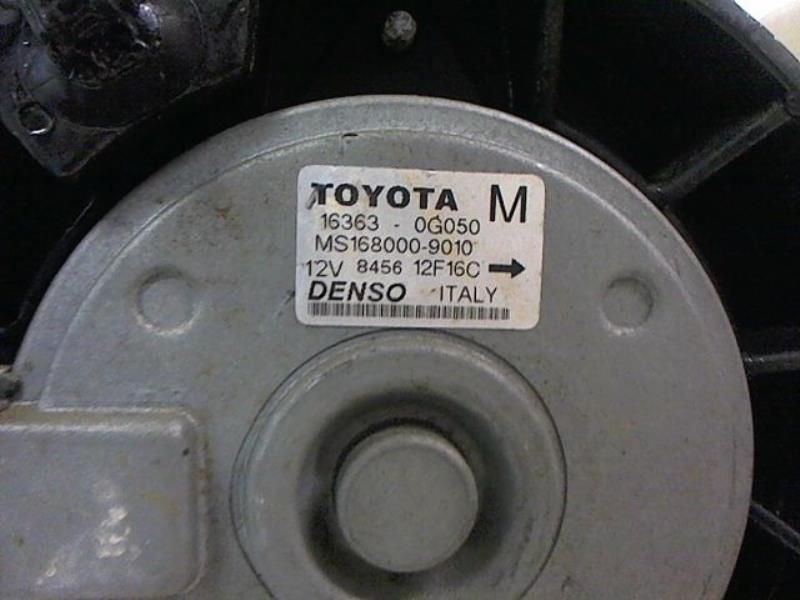 TOYOTA M
16363 - 0G050
MS168000-9010
12V 8456 12F16C →
DENSO ITALY